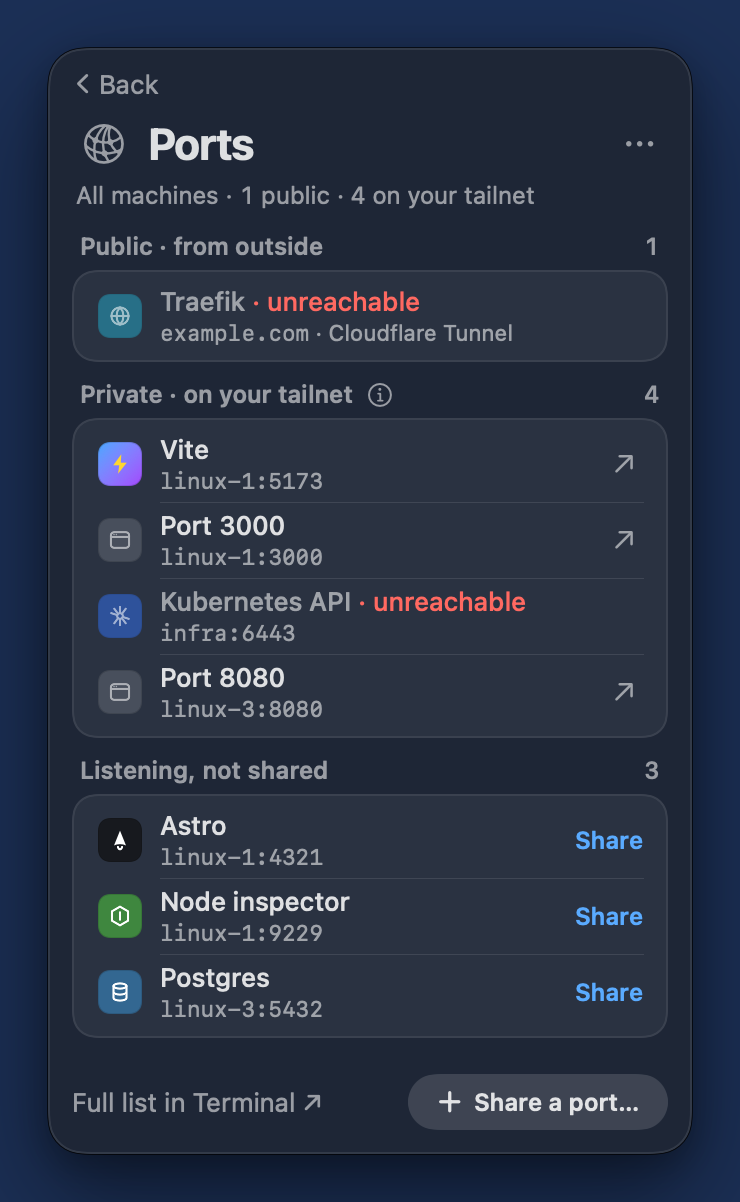 Back
Ports
All machines · 1 public · 4 on your tailnet
Public · from outside 1
Traefik · unreachable
example.com · Cloudflare Tunnel
Private · on your tailnet 4
Vite
linux-1:5173
Port 3000
linux-1:3000
Kubernetes API · unreachable
infra:6443
Port 8080
linux-3:8080
Listening, not shared 3
Astro
linux-1:4321
Share
Node inspector
linux-1:9229
Share
Postgres
linux-3:5432
Share
Full list in Terminal ↗
+ Share a port…